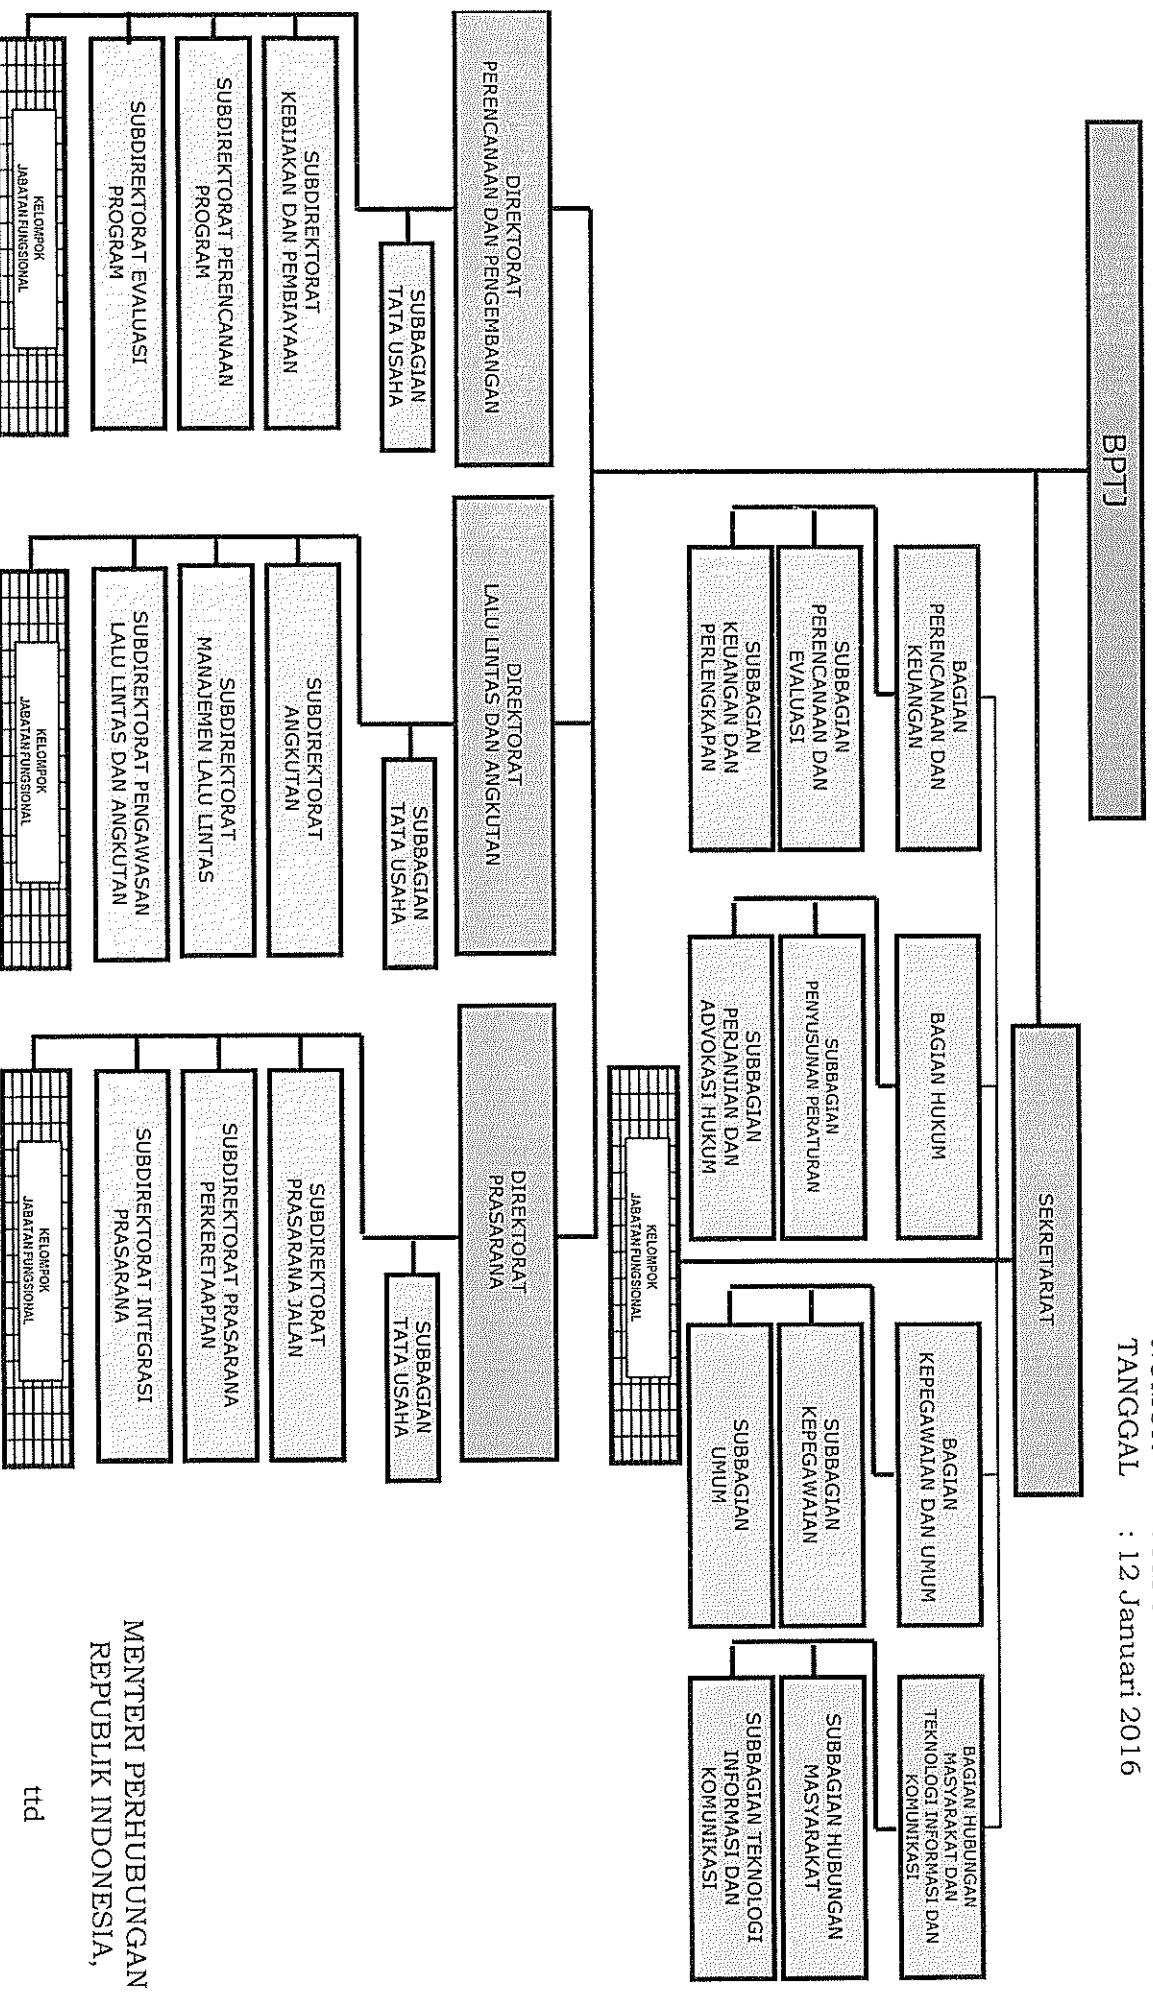 TANGGAL : 12 Januari 2016
BPTJ
SEKRETARIAT
BAGIAN
PERENCANAAN DAN
KEUANGAN
BAGIAN HUKUM
BAGIAN
KEPEGAWAIAN DAN UMUM
BAGIAN HUBUNGAN
MASYARAKAT DAN
TEKNOLOGI INFORMASI DAN
KOMUNIKASI
SUBBAGIAN
PERENCANAAN DAN
EVALUASI
SUBBAGIAN
PENYUSUNAN PERATURAN
SUBBAGIAN
KEPEGAWAIAN
SUBBAGIAN HUBUNGAN
MASYARAKAT
SUBBAGIAN
KEUANGAN DAN
PERLENGKAPAN
SUBBAGIAN
PERJANJIAN DAN
ADVOKASI HUKUM
SUBBAGIAN
UMUM
SUBBAGIAN TEKNOLOGI
INFORMASI DAN
KOMUNIKASI
KELOMPOK
JABATAN FUNGSIONAL
DIREKTORAT
PERENCANAAN DAN PENGEMBANGAN
DIREKTORAT
LALU LINTAS DAN ANGKUTAN
DIREKTORAT
PRASARANA
SUBBAGIAN
TATA USAHA
SUBBAGIAN
TATA USAHA
SUBBAGIAN
TATA USAHA
SUBDIREKTORAT
KEBIJAKAN DAN PEMBIAYAAN
SUBDIREKTORAT
ANGKUTAN
SUBDIREKTORAT
PRASARANA JALAN
SUBDIREKTORAT PERENCANAAN
PROGRAM
SUBDIREKTORAT
MANAJEMEN LALU LINTAS
SUBDIREKTORAT PRASARANA
PERKERETAAPIAN
SUBDIREKTORAT EVALUASI
PROGRAM
SUBDIREKTORAT PENGAWASAN
LALU LINTAS DAN ANGKUTAN
SUBDIREKTORAT INTEGRASI
PRASARANA
KELOMPOK
JABATAN FUNGSIONAL
KELOMPOK
JABATAN FUNGSIONAL
KELOMPOK
JABATAN FUNGSIONAL
MENTERI PERHUBUNGAN
REPUBLIK INDONESIA,
ttd